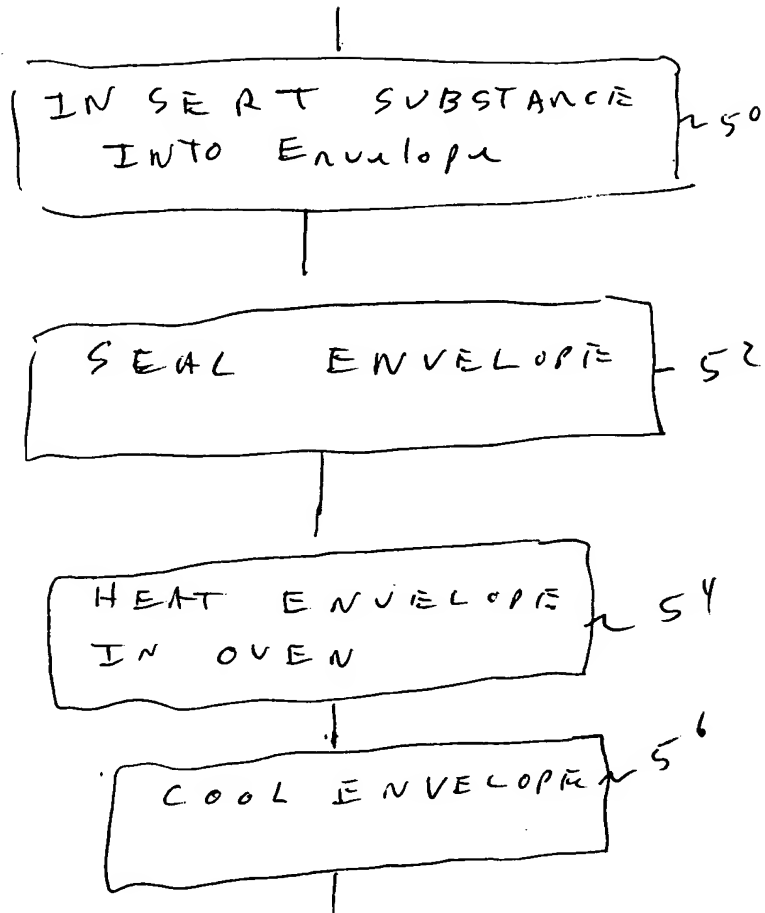 INSERT SUBSTANCE 50
INTO Envelope
SEAL ENVELOPE 52
HEAT ENVELOPE 54
IN OVEN
COOL ENVELOPE 56